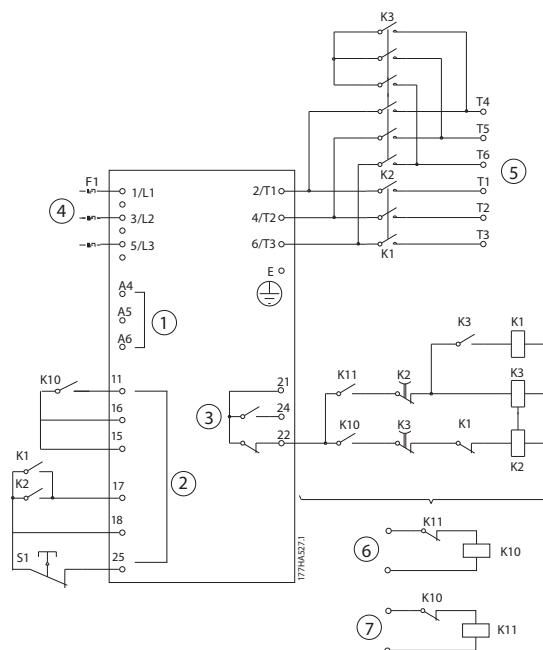 K3
T4
T5
T6
5
K2
T1
T2
T3
K1
F1
1/L1
2/T1
4
3/L2
4/T2
5/L3
6/T3
E
A4
A5
1
A6
K3
K1
K10
11
21
K11
K2
K3
16
3
24
15
22
K10
K3
K1
K2
K1
K2
17
2
18
S1
25
177HA527.1
K11
6
K10
K10
7
K11